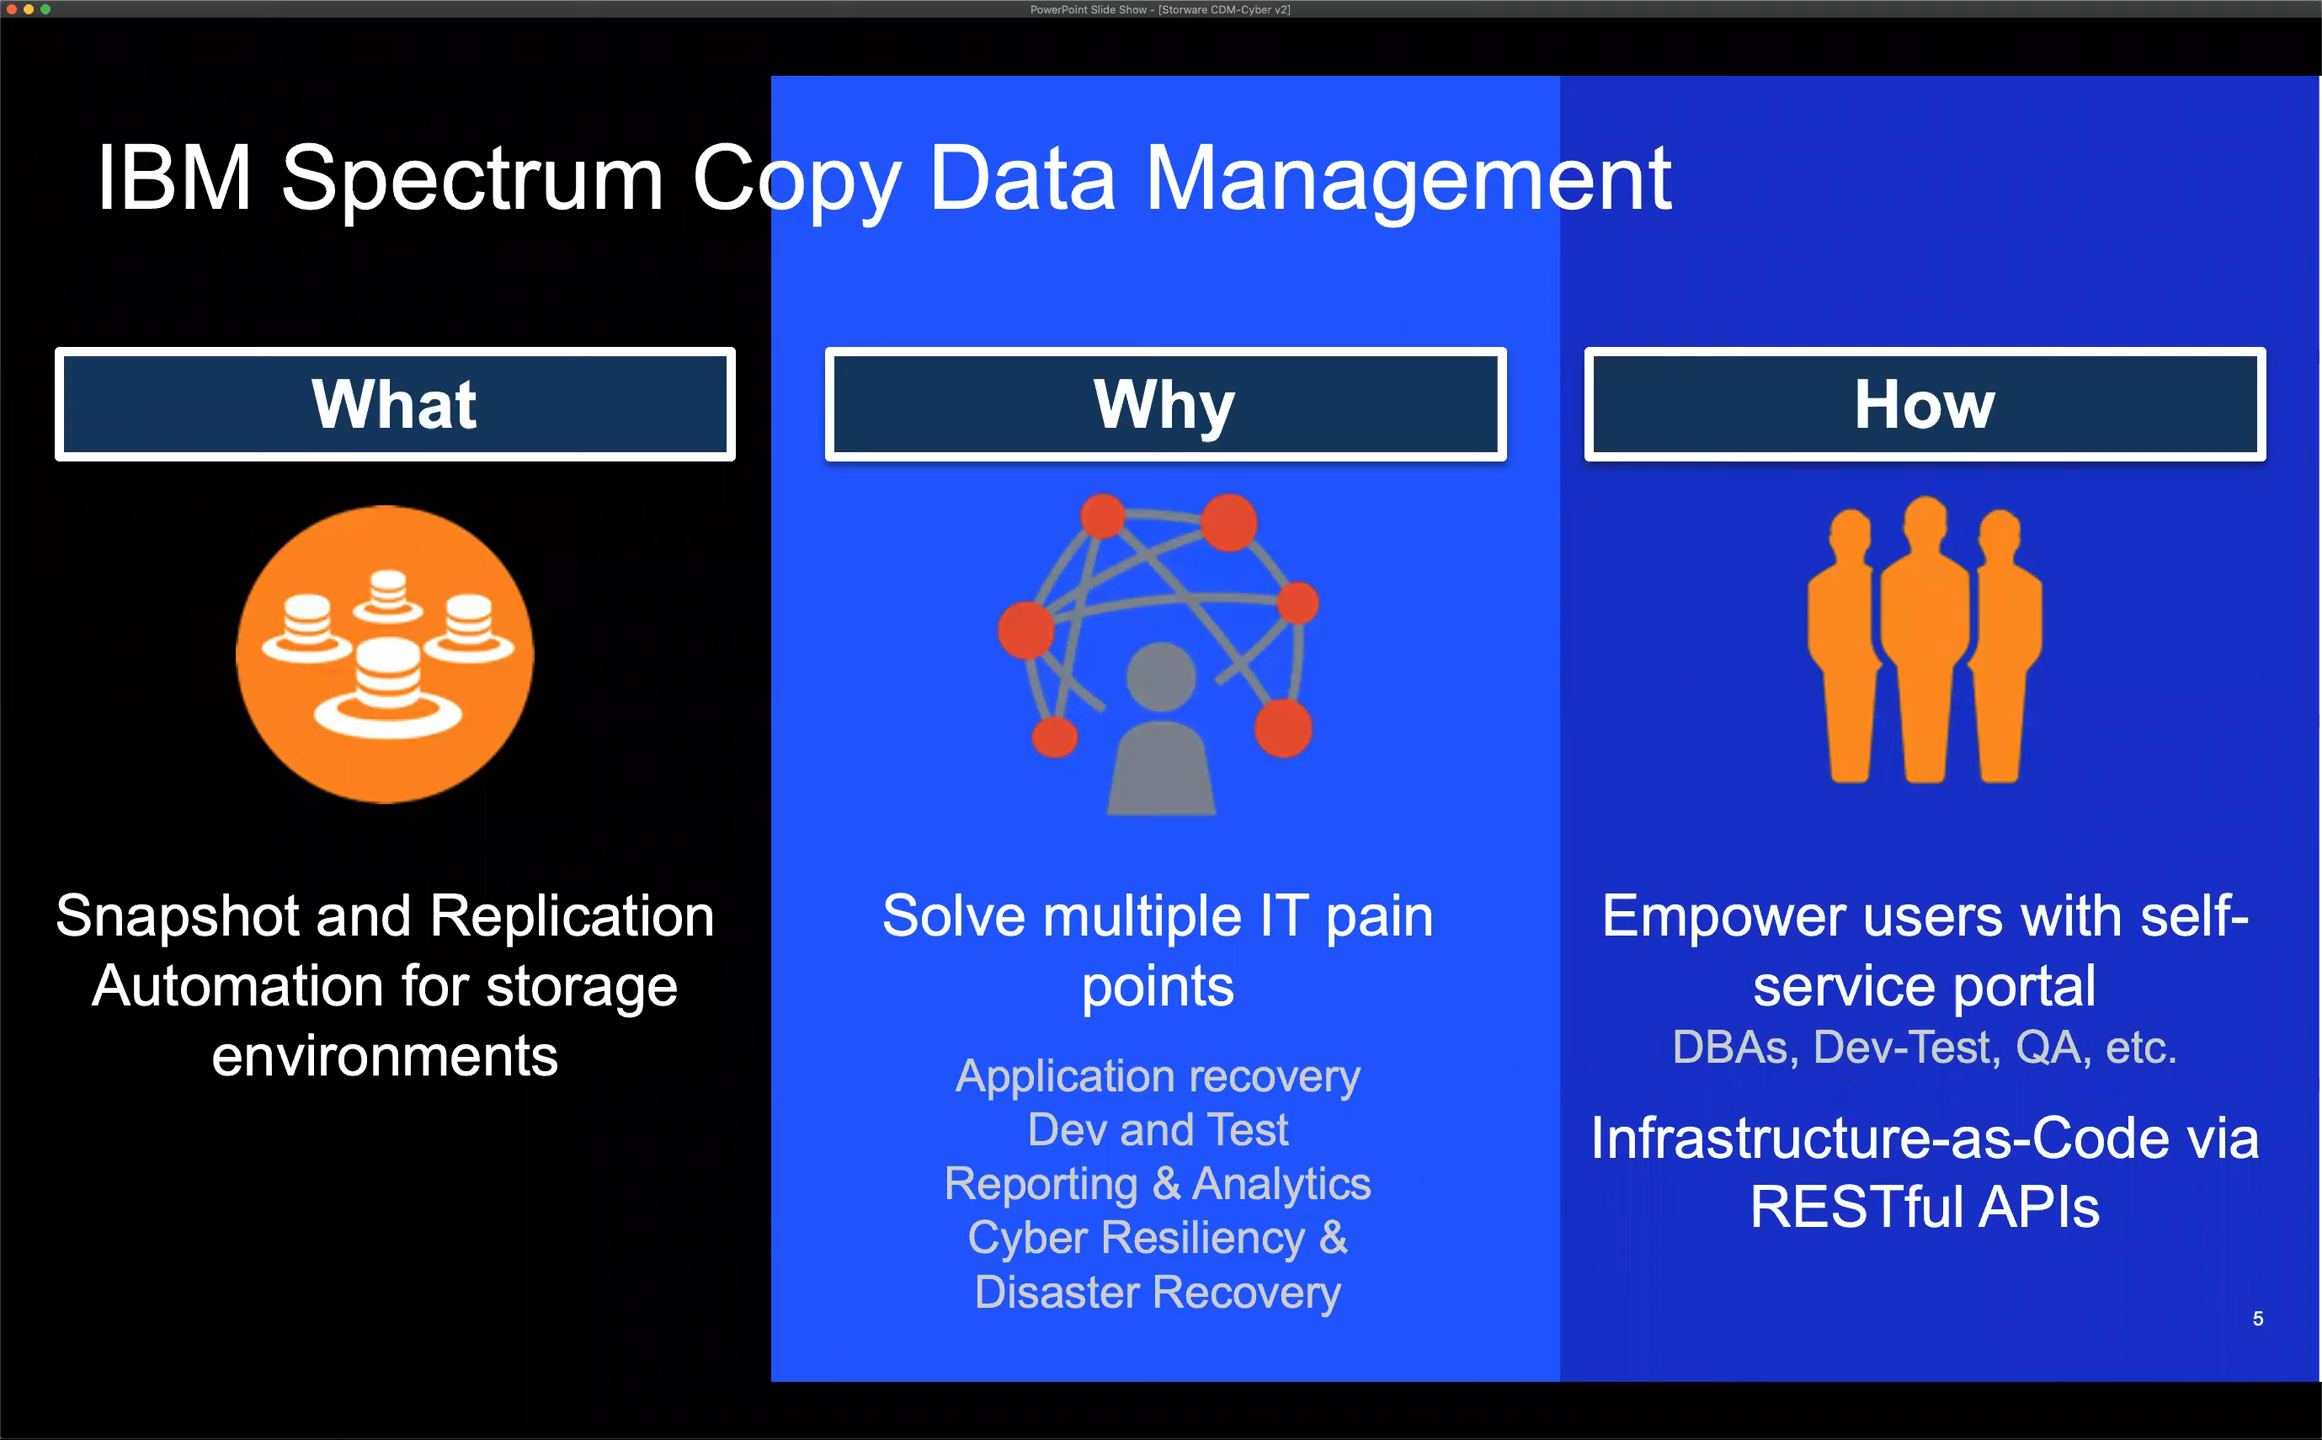 PowerPoint Slide Show - [Storware CDM-Cyber v2]
IBM Spectrum Copy Data Management
What
Snapshot and Replication
Automation for storage
environments
Why
Solve multiple IT pain
points
Application recovery
Dev and Test
Reporting & Analytics
Cyber Resiliency &
Disaster Recovery
How
Empower users with self-
service portal
DBAs, Dev-Test, QA, etc.
Infrastructure-as-Code via
RESTful APIs
5